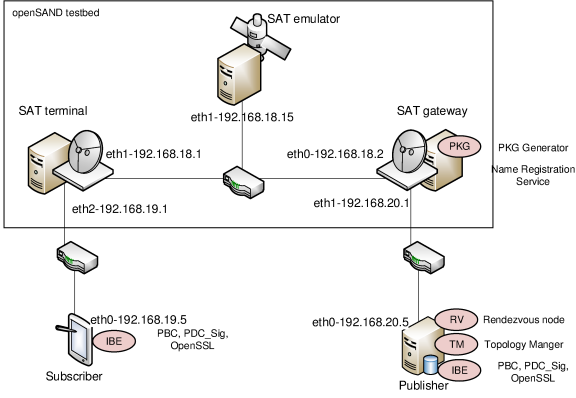 openSAND testbed
SAT emulator
SAT terminal
SAT gateway
eth1-192.168.18.15
PKG
PKG Generator
eth1-192.168.18.1
eth0-192.168.18.2
Name Registration
Service
eth2-192.168.19.1
eth1-192.168.20.1
eth0-192.168.19.5
eth0-192.168.20.5
RV
Rendezvous node
IBE
PBC, PDC_Sig,
OpenSSL
TM
Topology Manger
Subscriber
IBE
PBC, PDC_Sig,
OpenSSL
Publisher